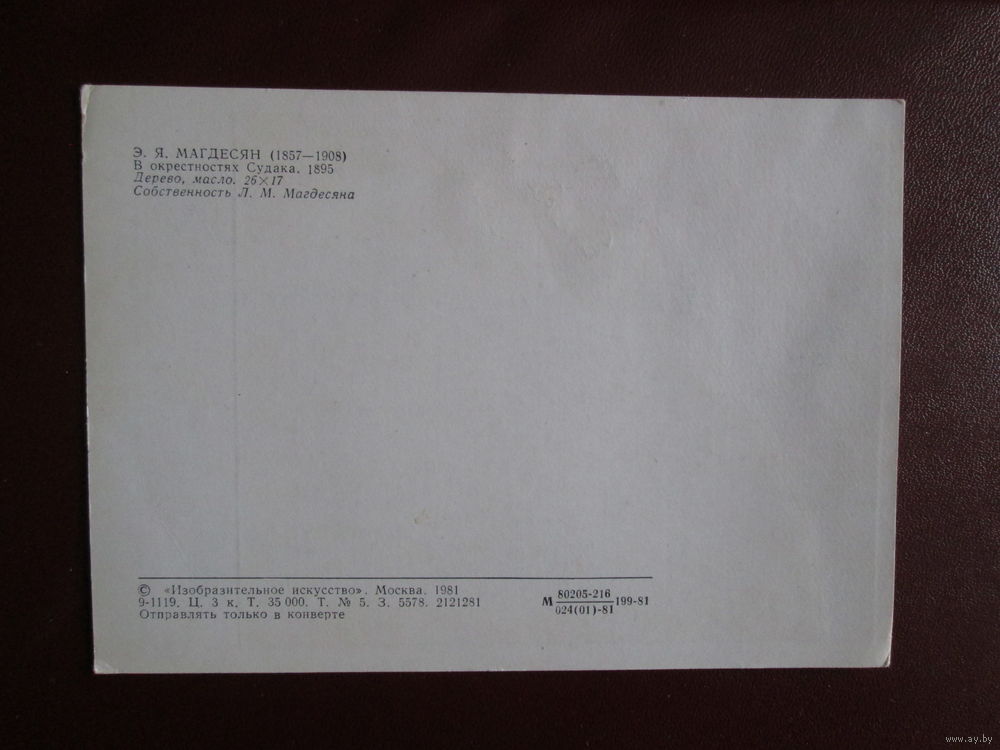 Э. Я. МАГДЕСЯН (1857—1908)
В окрестностях Судака. 1895
Дерево, масло. 26×17
Собственность Л. М. Магдесяна
© «Изобразительное искусство». Москва. 1981
9-1119. Ц. 3 к. Т. 35 000. Т. № 5. З. 5578. 2121281
Отправлять только в конверте
М 80205-216
024(01)-81 199-81
www.ay.by